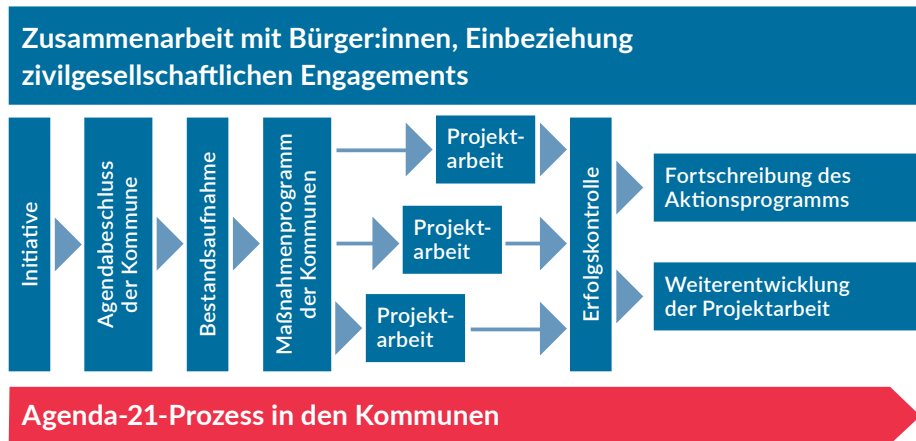 Zusammenarbeit mit Bürger:innen, Einbeziehung
zivilgesellschaftlichen Engagements
Initiative
Agendabeschluss
der Kommune
Bestandsaufnahme
Maßnahmenprogramm
der Kommunen
Projekt-
arbeit
Projekt-
arbeit
Projekt-
arbeit
Erfolgskontrolle
Fortschreibung des
Aktionsprogramms
Weiterentwicklung
der Projektarbeit
Agenda-21-Prozess in den Kommunen